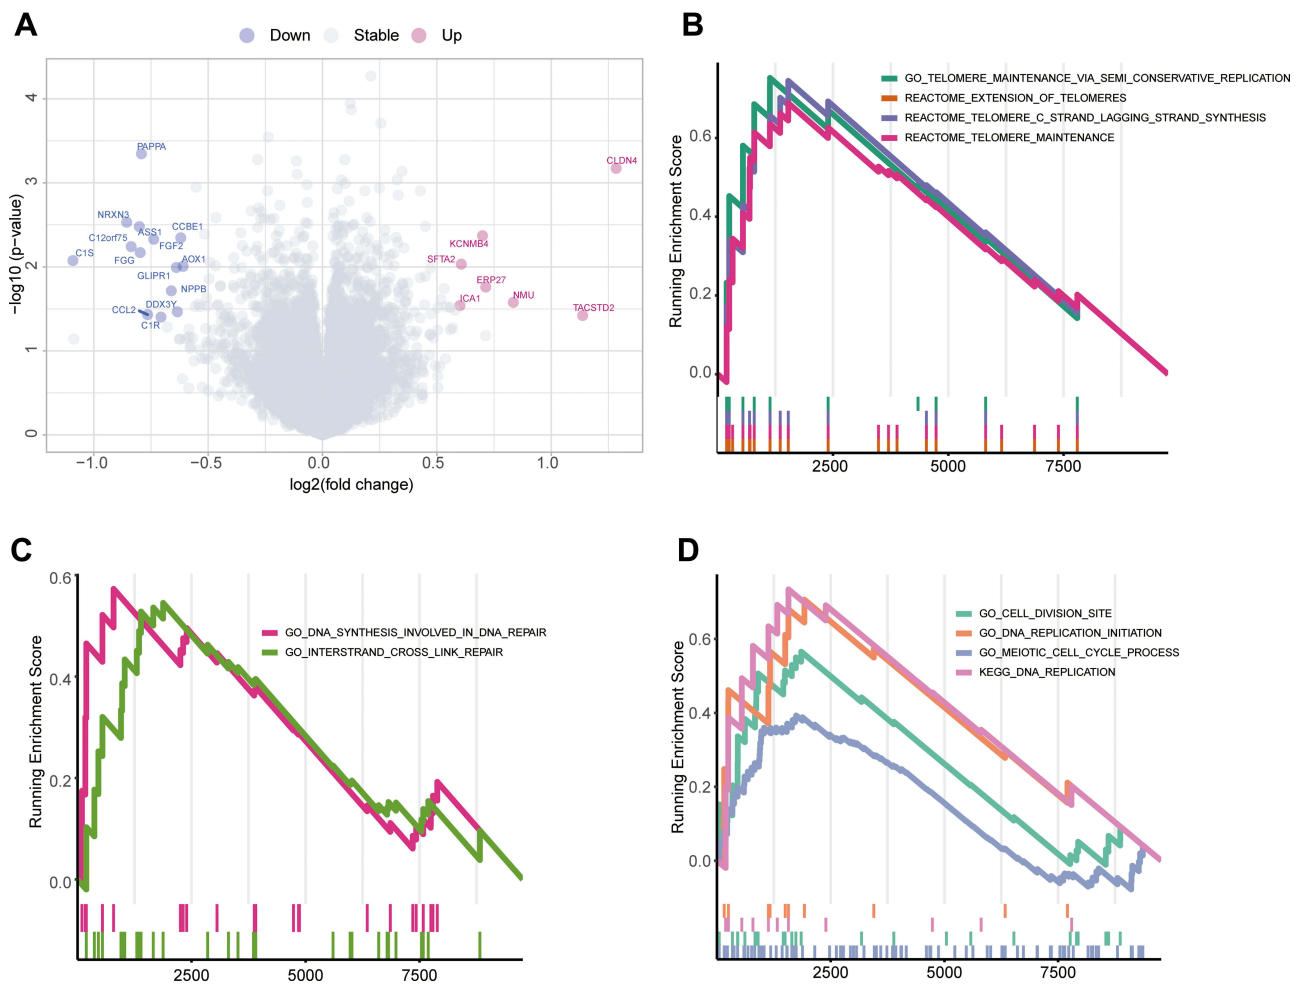 A
Down Stable Up
−log10 (p−value)
4
3
2
1
0
PAPPA
CLDN4
NRXN3
ASS1
CCBE1
C12orf75
FGF2
KCNMB4
C1S
FGG
AOX1
SFTA2
GLIPR1
ERP27
NPPB
DDX3Y
ICA1
NMU
CCL2
TACSTD2
C1R
−1.0 −0.5 0.0 0.5 1.0
log2(fold change)
B
Running Enrichment Score
0.6
0.4
0.2
0.0
GO_TELOMERE_MAINTENANCE_VIA_SEMI_CONSERVATIVE_REPLICATION
REACTOME_EXTENSION_OF_TELOMERES
REACTOME_TELOMERE_C_STRAND_LAGGING_STRAND_SYNTHESIS
REACTOME_TELOMERE_MAINTENANCE
2500 5000 7500
C
Running Enrichment Score
0.6
0.4
0.2
0.0
GO_DNA_SYNTHESIS_INVOLVED_IN_DNA_REPAIR
GO_INTERSTRAND_CROSS_LINK_REPAIR
2500 5000 7500
D
Running Enrichment Score
0.6
0.4
0.2
0.0
GO_CELL_DIVISION_SITE
GO_DNA_REPLICATION_INITIATION
GO_MEIOTIC_CELL_CYCLE_PROCESS
KEGG_DNA_REPLICATION
2500 5000 7500